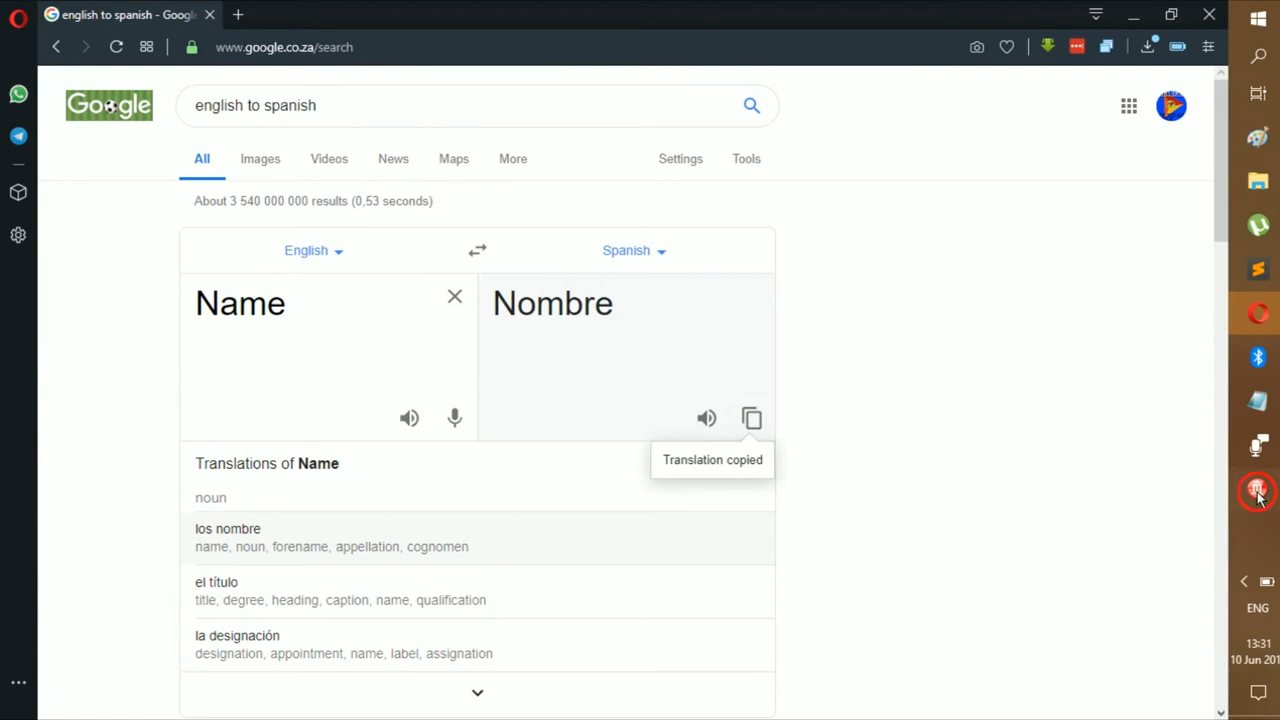 english to spanish - Goog
www.google.co.za/search
Google
english to spanish
All Images Videos News Maps More Settings Tools
About 3 540 000 000 results (0,53 seconds)
English Spanish
Name Nombre
Translation copied
Translations of Name
noun
los nombre
name, noun, forename, appellation, cognomen
el título
title, degree, heading, caption, name, qualification
la designación
designation, appointment, name, label, assignation
ENG
13:31
10 Jun 201